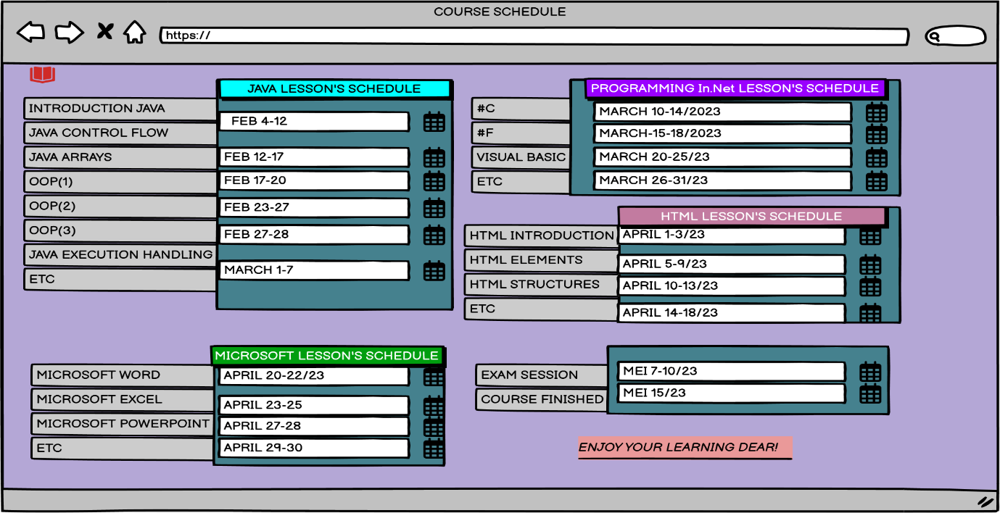 COURSE SCHEDULE
https://
JAVA LESSON'S SCHEDULE
INTRODUCTION JAVA
FEB 4-12
JAVA CONTROL FLOW
JAVA ARRAYS
FEB 12-17
OOP(1)
FEB 17-20
OOP(2)
FEB 23-27
OOP(3)
FEB 27-28
JAVA EXECUTION HANDLING
MARCH 1-7
ETC
PROGRAMMING In.Net LESSON'S SCHEDULE
#C
MARCH 10-14/2023
#F
MARCH-15-18/2023
VISUAL BASIC
MARCH 20-25/23
ETC
MARCH 26-31/23
HTML LESSON'S SCHEDULE
HTML INTRODUCTION
APRIL 1-3/23
HTML ELEMENTS
APRIL 5-9/23
HTML STRUCTURES
APRIL 10-13/23
ETC
APRIL 14-18/23
MICROSOFT LESSON'S SCHEDULE
MICROSOFT WORD
APRIL 20-22/23
MICROSOFT EXCEL
APRIL 23-25
MICROSOFT POWERPOINT
APRIL 27-28
ETC
APRIL 29-30
EXAM SESSION
MEI 7-10/23
COURSE FINISHED
MEI 15/23
ENJOY YOUR LEARNING DEAR!